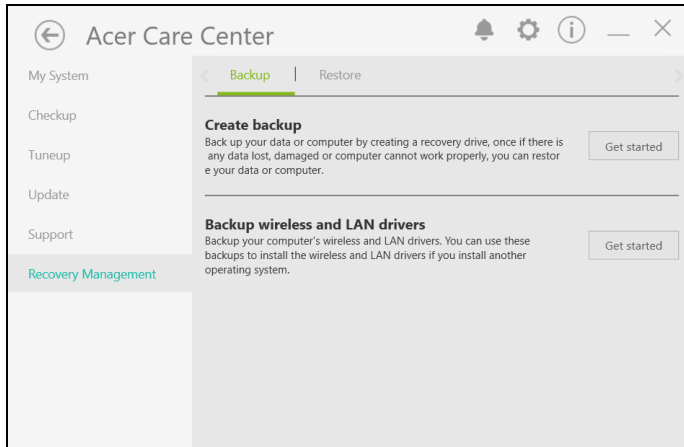 Acer Care Center
My System
Checkup
Tuneup
Update
Support
Recovery Management
Backup | Restore
Create backup
Back up your data or computer by creating a recovery drive, once if there is
any data lost, damaged or computer cannot work properly, you can restor
e your data or computer.
Get started
Backup wireless and LAN drivers
Backup your computer's wireless and LAN drivers. You can use these
backups to install the wireless and LAN drivers if you install another
operating system.
Get started